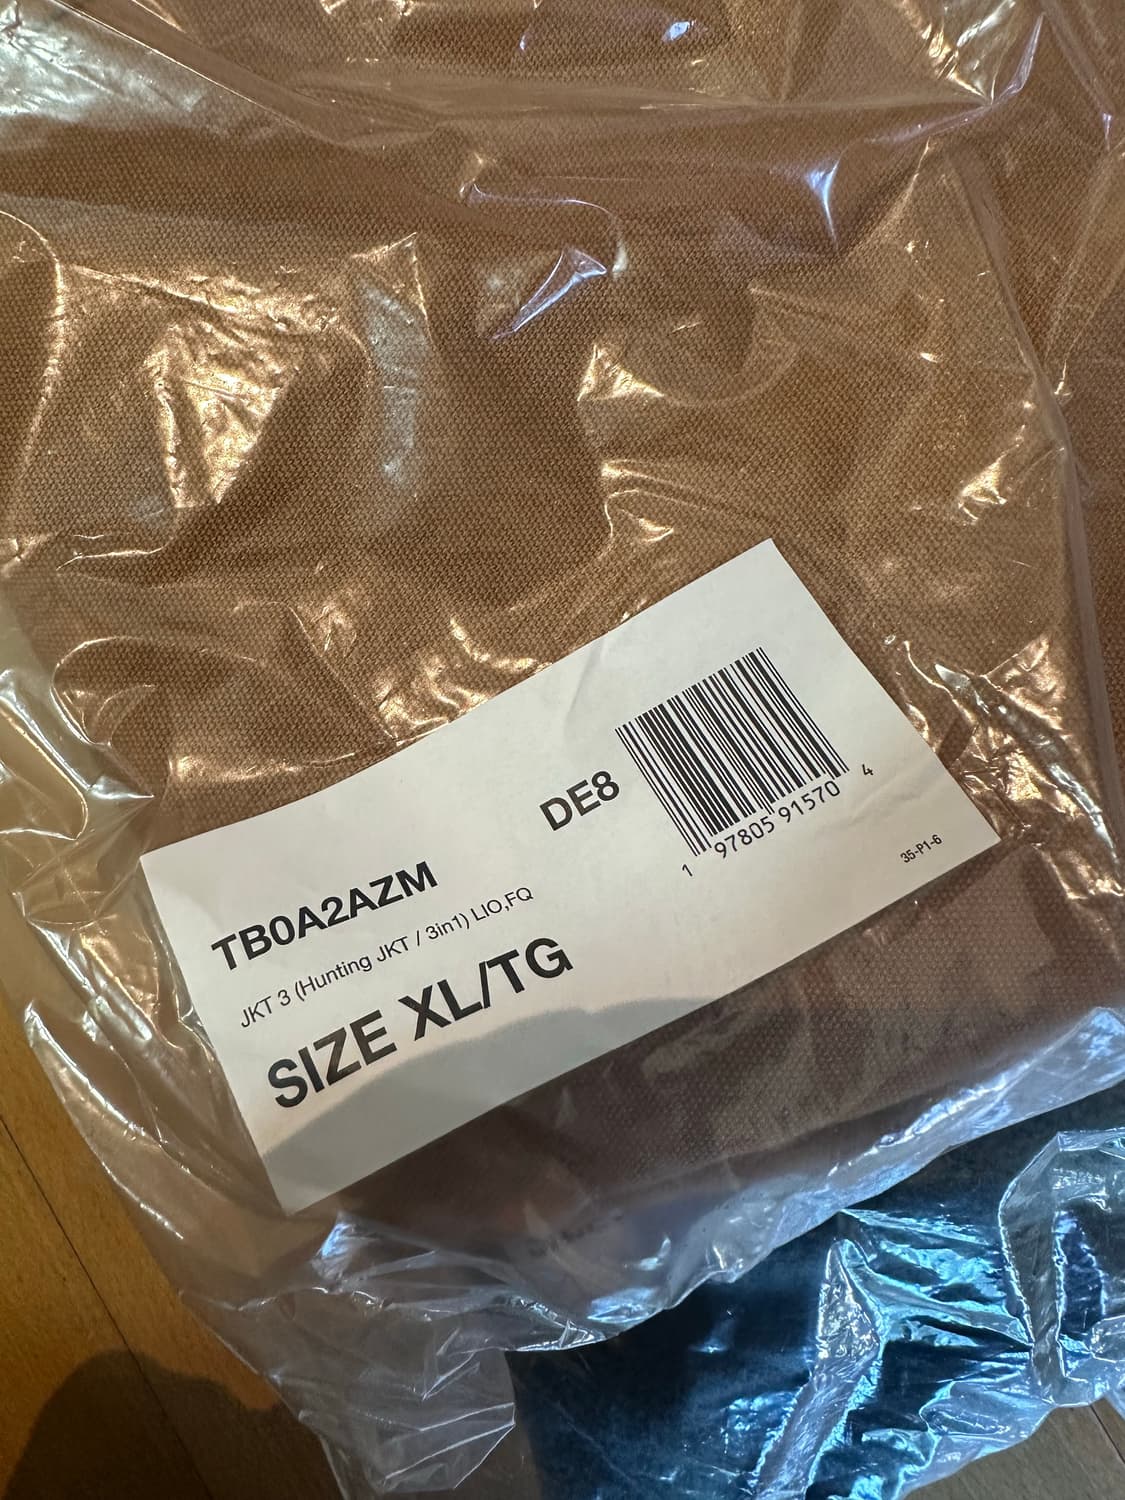 TB0A2AZM DE8
JKT 3 (Hunting JKT / 3in1) LIO,FQ
SIZE XL/TG
1 97805 91570 4
35-P1-6